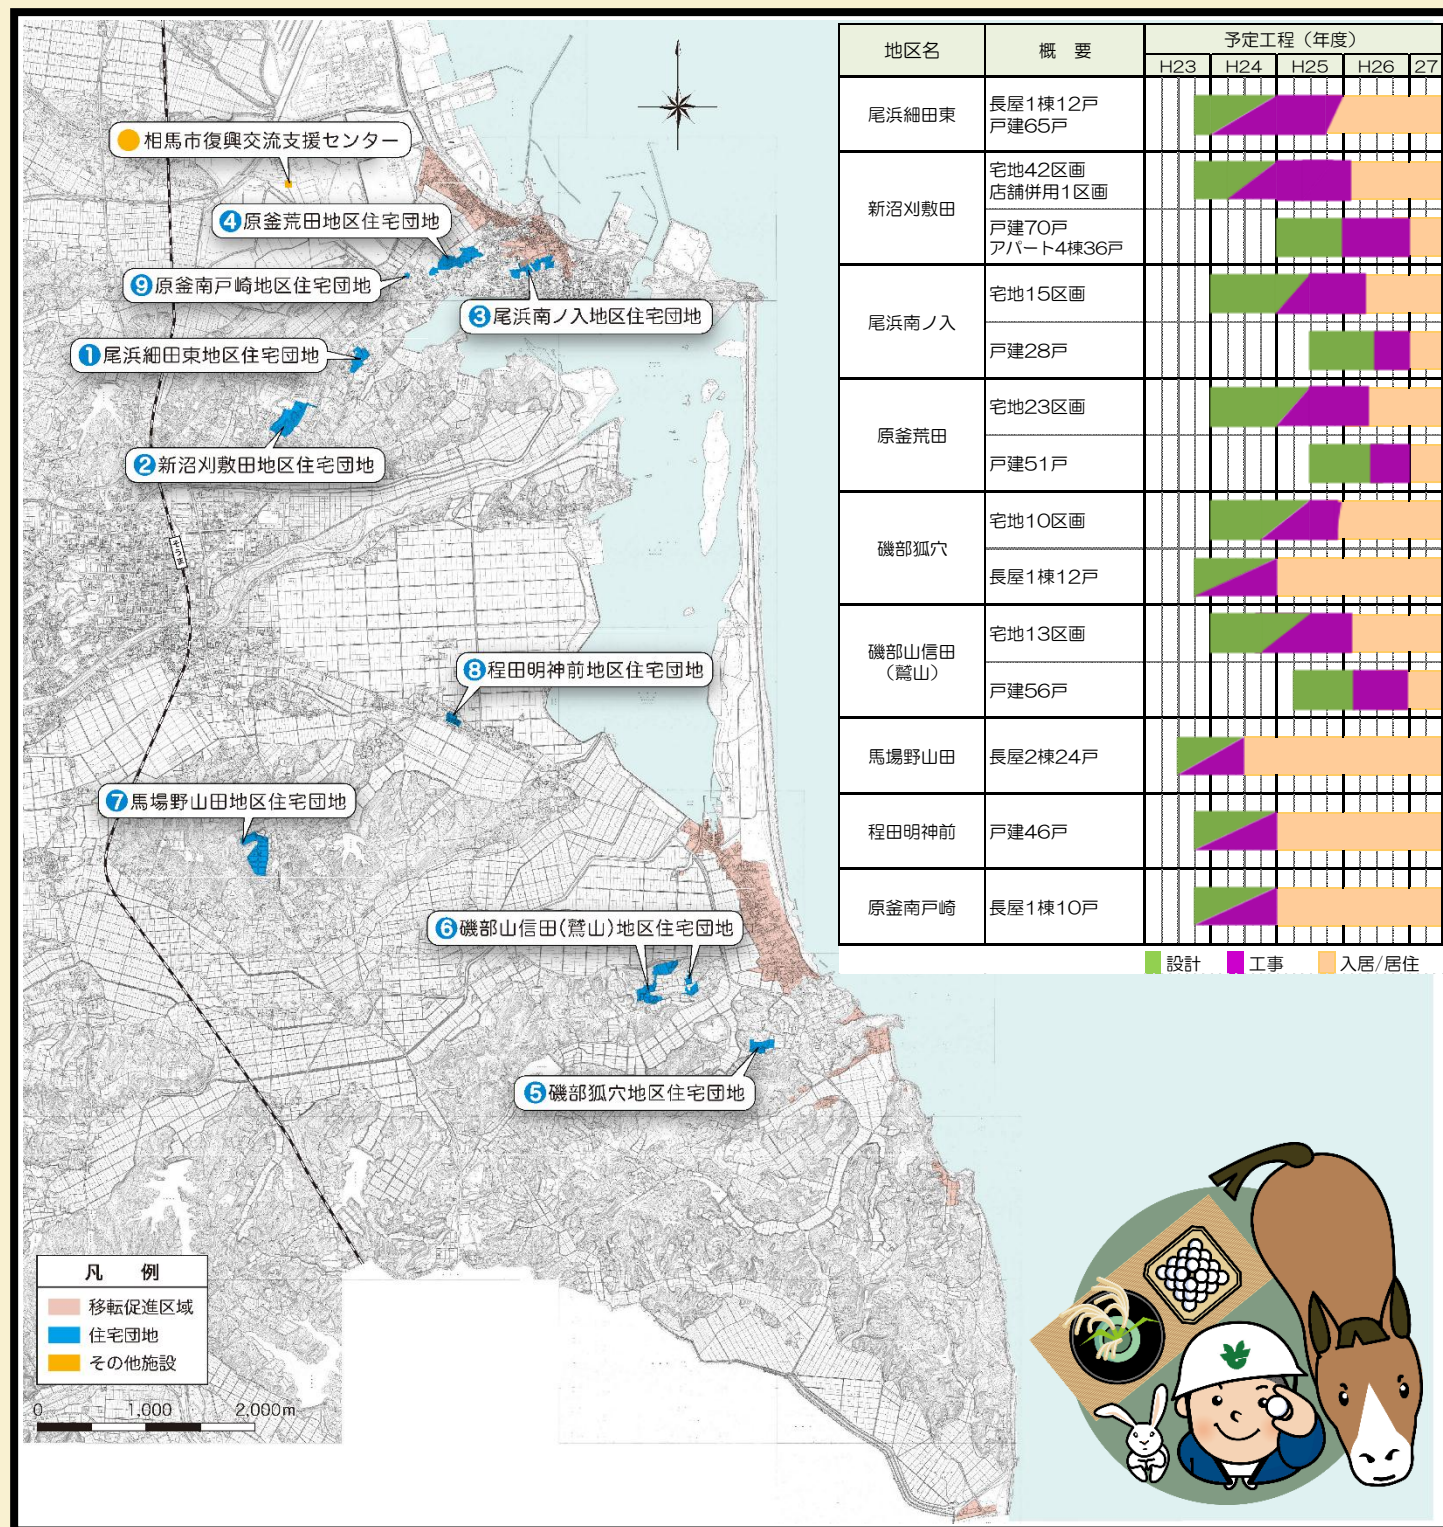 相馬市復興交流支援センター
4 原釜荒田地区住宅団地
9 原釜南戸崎地区住宅団地
3 尾浜南ノ入地区住宅団地
1 尾浜細田東地区住宅団地
2 新沼刈敷田地区住宅団地
そうま
8 程田明神前地区住宅団地
7 馬場野山田地区住宅団地
6 磯部山信田(鷲山)地区住宅団地
5 磯部狐穴地区住宅団地
凡 例
移転促進区域
住宅団地
その他施設
0 1,000 2,000m
地区名 概 要 予定工程（年度）
H23 H24 H25 H26 27
尾浜細田東 長屋1棟12戸
戸建65戸
新沼刈敷田 宅地42区画
店舗併用1区画
戸建70戸
アパート4棟36戸
尾浜南ノ入 宅地15区画
戸建28戸
原釜荒田 宅地23区画
戸建51戸
磯部狐穴 宅地10区画
長屋1棟12戸
磯部山信田
（鷲山）
宅地13区画
戸建56戸
馬場野山田 長屋2棟24戸
程田明神前 戸建46戸
原釜南戸崎 長屋1棟10戸
設計 工事 入居/居住